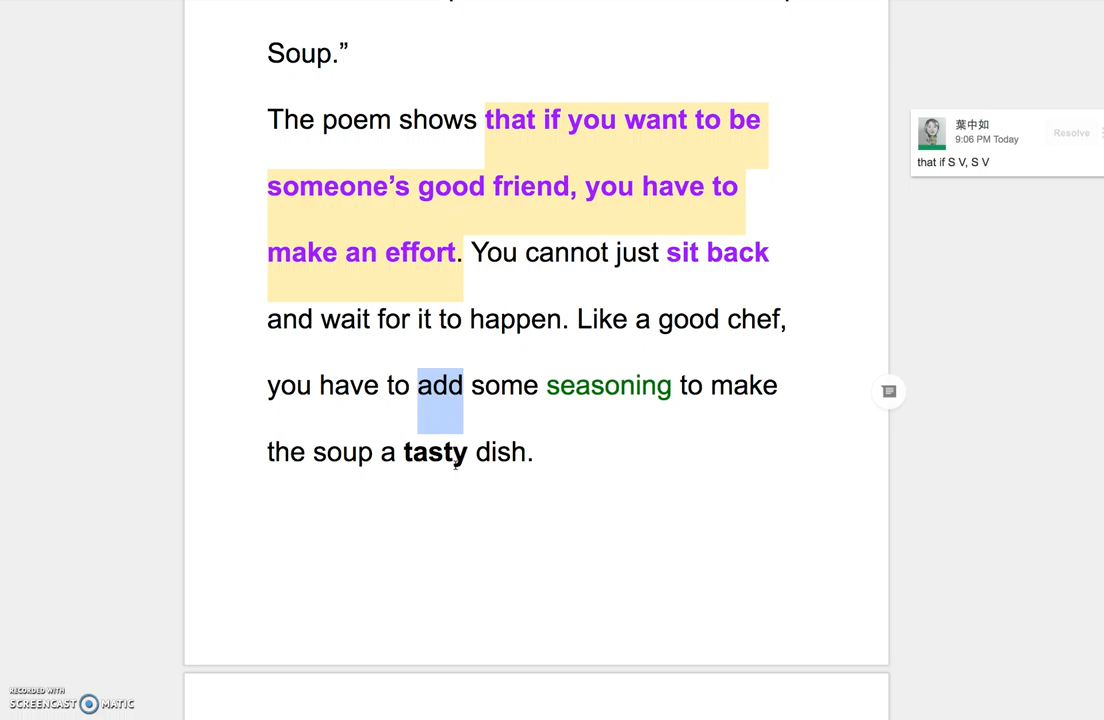 Soup.”
The poem shows that if you want to be
someone’s good friend, you have to
make an effort. You cannot just sit back
and wait for it to happen. Like a good chef,
you have to add some seasoning to make
the soup a tasty dish.
葉中如
9:06 PM Today
Resolve
that if S V, S V
RECORDED WITH
SCREENCAST MATIC